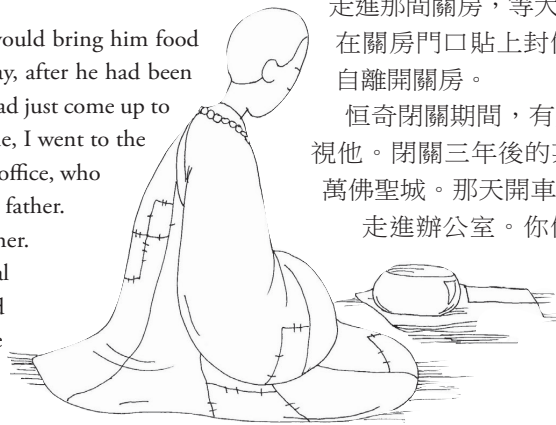 would bring him food
ay, after he had been
ad just come up to
e, I went to the
office, who
father.
ner.
al
d
e
走進那間關房，等大
在關房門口貼上封
自離開關房。
恒奇閉關期間，有
視他。閉關三年後的
萬佛聖城。那天開車
走進辦公室。你